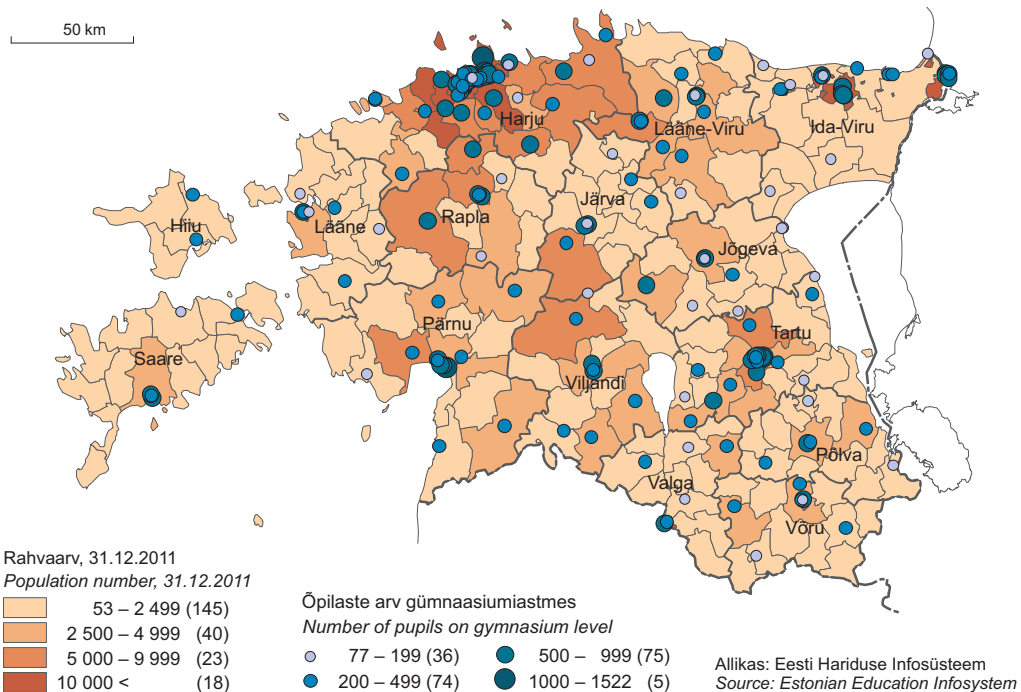 50 km
Harju
Lääne-Viru
Ida-Viru
Hiiu
Lääne
Rapla
Järva
Jõgeva
Saare
Pärnu
Viljandi
Tartu
Valga
Põlva
Võru
Rahvaarv, 31.12.2011
Population number, 31.12.2011
53 – 2 499 (145)
2 500 – 4 999 (40)
5 000 – 9 999 (23)
10 000 < (18)
Õpilaste arv gümnaasiumiastmes
Number of pupils on gymnasium level
77 – 199 (36)
200 – 499 (74)
500 – 999 (75)
1000 – 1522 (5)
Allikas: Eesti Hariduse Infosüsteem
Source: Estonian Education Infosystem